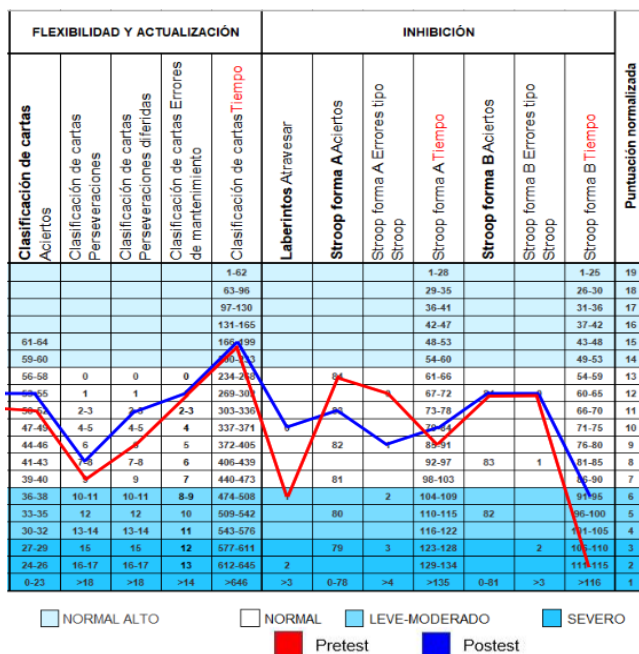 FLEXIBILIDAD Y ACTUALIZACIÓN INHIBICIÓN
Clasificación de cartas Aciertos
Clasificación de cartas Perseveraciones
Clasificación de cartas Perseveraciones diferidas
Clasificación de cartas Errores de mantenimiento
Clasificación de cartas Tiempo
Laberintos Atravesar
Stroop forma A Aciertos
Stroop forma A Errores tipo Stroop
Stroop forma A Tiempo
Stroop forma B Aciertos
Stroop forma B Errores tipo Stroop
Stroop forma B Tiempo
Puntuación normalizada
1-62 1-28 1-25 19
63-96 29-35 26-30 18
97-130 36-41 31-36 17
131-165 42-47 37-42 16
61-64 166-199 48-53 43-48 15
59-60 54-60 49-53 14
56-58 0 0 0 234-268 84 61-66 54-59 13
53-55 1 1 1 269-302 67-72 60-65 12
50-52 2-3 2-3 2-3 303-336 83 73-78 66-70 11
47-49 4-5 4-5 4 337-371 79-84 71-75 10
44-46 6 6 5 372-405 82 85-91 76-80 9
41-43 7-8 7-8 6 406-439 92-97 83 1 81-85 8
39-40 9 9 7 440-473 81 98-103 86-90 7
36-38 10-11 10-11 8-9 474-508 2 104-109 91-95 6
33-35 12 12 10 509-542 80 110-115 82 96-100 5
30-32 13-14 13-14 11 543-576 116-122 101-105 4
27-29 15 15 12 577-611 79 3 123-128 2 106-110 3
24-26 16-17 16-17 13 612-645 2 129-134 111-115 2
0-23 >18 >18 >14 >646 >3 0-78 >4 >135 0-81 >3 >116 1
NORMAL ALTO NORMAL LEVE-MODERADO SEVERO
Pretest Postest